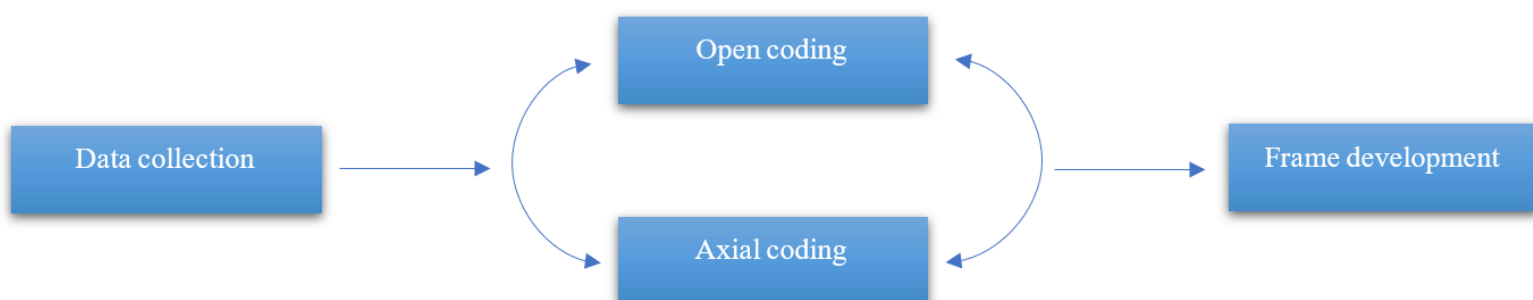 Data collection
Open coding
Axial coding
Frame development